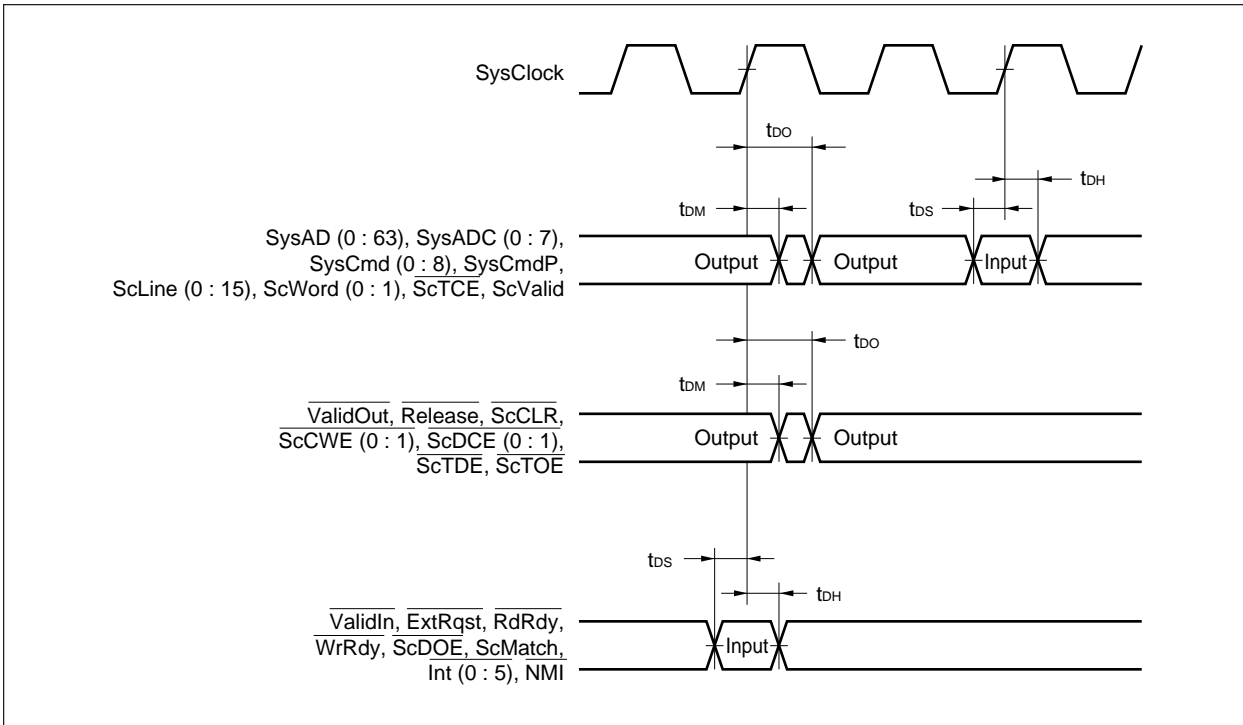 SysClock
tDO
tDH
tDM
tDS
SysAD (0 : 63), SysADC (0 : 7),
SysCmd (0 : 8), SysCmdP,
ScLine (0 : 15), ScWord (0 : 1), ScTCE, ScValid
Output
Output
Input
tDO
tDM
ValidOut, Release, ScCLR,
ScCWE (0 : 1), ScDCE (0 : 1),
ScTDE, ScTOE
Output
Output
tDS
tDH
ValidIn, ExtRqst, RdRdy,
WrRdy, ScDOE, ScMatch,
Int (0 : 5), NMI
Input